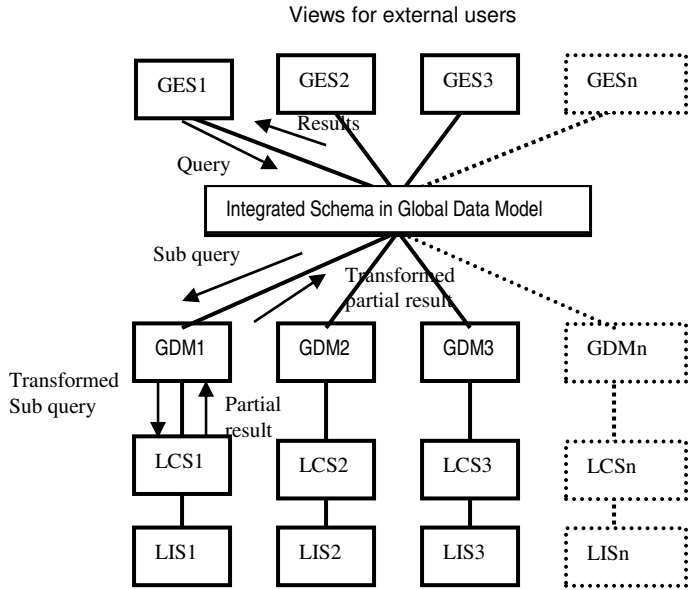 Views for external users
GES1
GES2
GES3
GESn
Results
Query
Integrated Schema in Global Data Model
Sub query
Transformed
partial result
GDM1
GDM2
GDM3
GDMn
Transformed
Sub query
Partial
result
LCS1
LCS2
LCS3
LCSn
LIS1
LIS2
LIS3
LISn